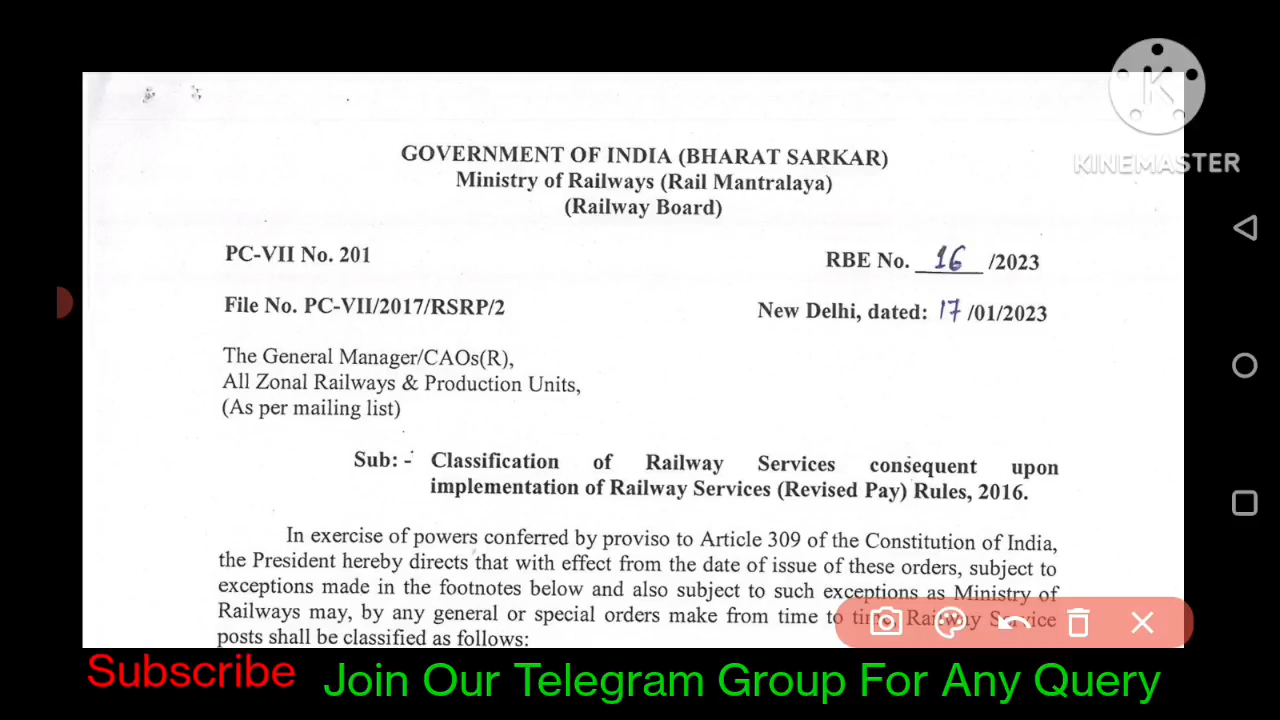 KINEMASTER
GOVERNMENT OF INDIA (BHARAT SARKAR)
Ministry of Railways (Rail Mantralaya)
(Railway Board)
PC-VII No. 201
RBE No. 16 /2023
File No. PC-VII/2017/RSRP/2
New Delhi, dated: 17/01/2023
The General Manager/CAOs(R),
All Zonal Railways & Production Units,
(As per mailing list)
Sub: - Classification of Railway Services consequent upon
implementation of Railway Services (Revised Pay) Rules, 2016.
In exercise of powers conferred by proviso to Article 309 of the Constitution of India,
the President hereby directs that with effect from the date of issue of these orders, subject to
exceptions made in the footnotes below and also subject to such exceptions as Ministry of
Railways may, by any general or special orders make from time to time, Railway Service
posts shall be classified as follows:
Subscribe
Join Our Telegram Group For Any Query